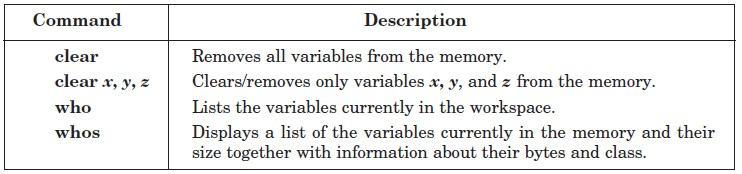 Command Description
clear Removes all variables from the memory.
clear x, y, z Clears/removes only variables x, y, and z from the memory.
who Lists the variables currently in the workspace.
whos Displays a list of the variables currently in the memory and their
size together with information about their bytes and class.